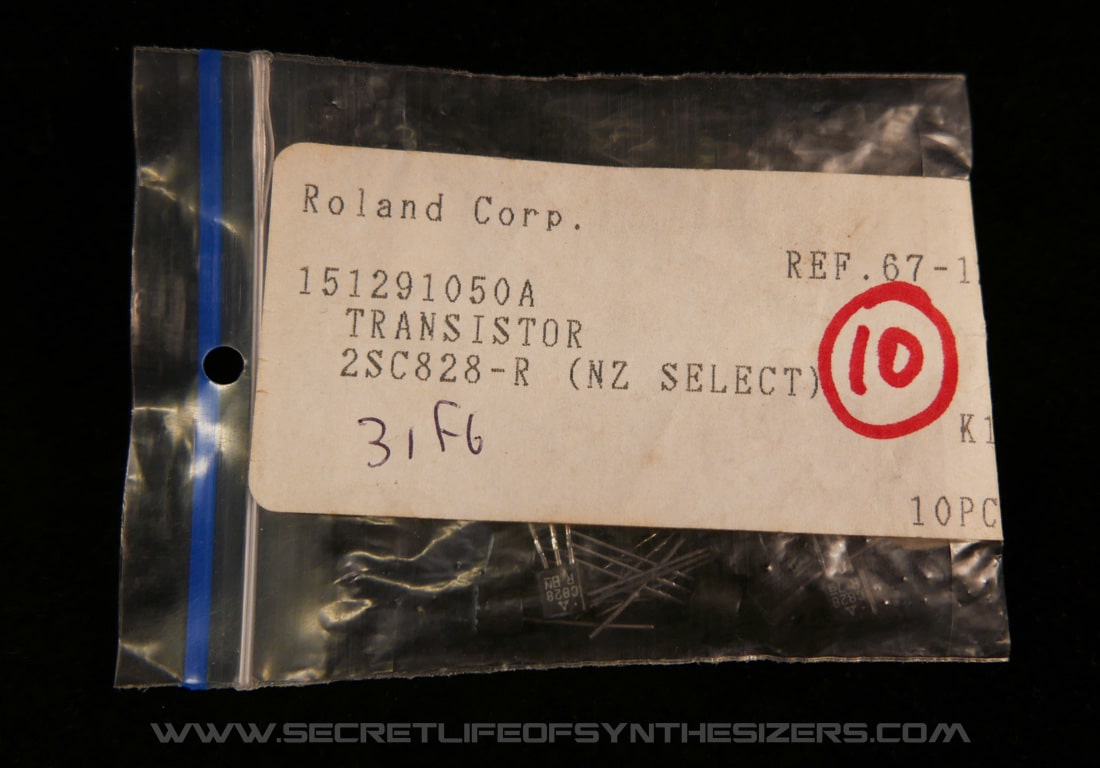 Roland Corp.
REF.67-1
151291050A
TRANSISTOR
2SC828-R (NZ SELECT)
10
31F6
K1
10PC
C828
R BN
C828
WWW.SECRETLIFEOFSYNTHESIZERS.COM